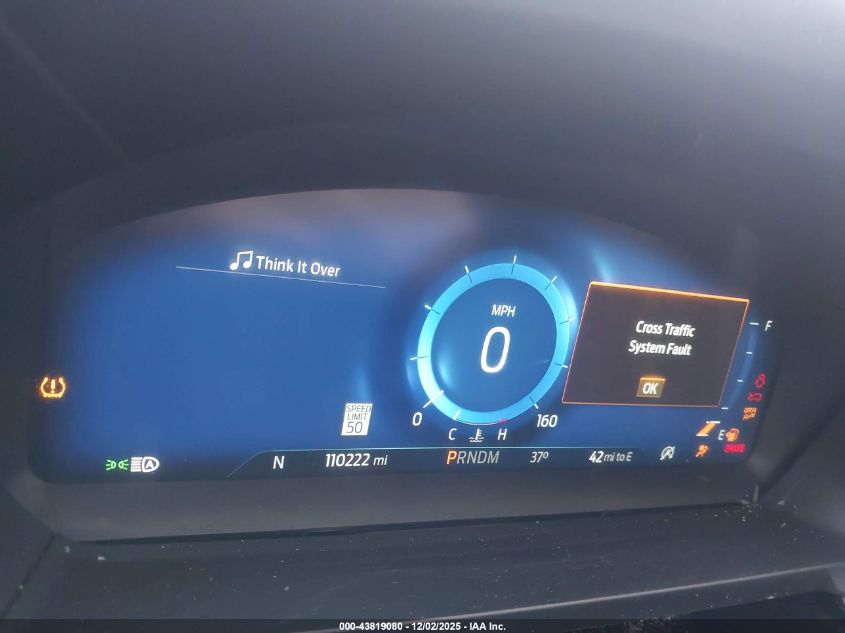 Think It Over
MPH
0
Cross Traffic
System Fault
OK
F
SPEED
LIMIT
50
0
160
C
H
E
A
N
110222 mi
PRNDM
37º
42 mi to E
A
BRAKE
000-43819080 - 12/02/2025 - IAA Inc.